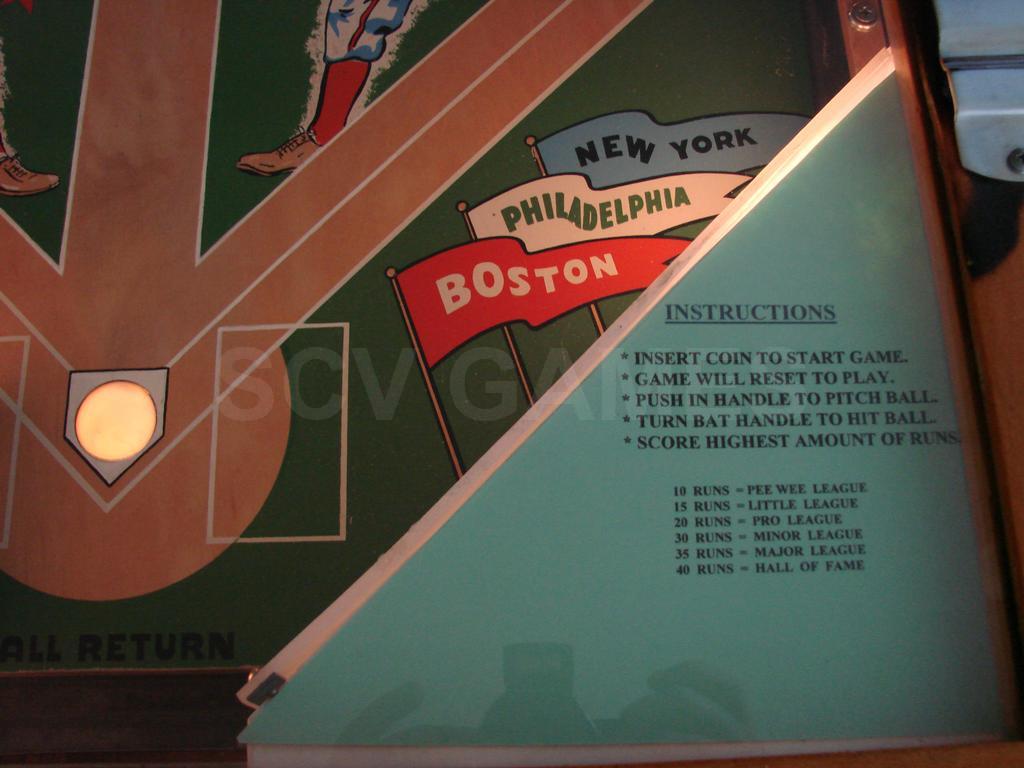 NEW YORK
PHILADELPHIA
BOSTON
INSTRUCTIONS
* INSERT COIN TO START GAME.
* GAME WILL RESET TO PLAY.
* PUSH IN HANDLE TO PITCH BALL.
* TURN BAT HANDLE TO HIT BALL.
* SCORE HIGHEST AMOUNT OF RUNS.
10 RUNS = PEE WEE LEAGUE
15 RUNS = LITTLE LEAGUE
20 RUNS = PRO LEAGUE
30 RUNS = MINOR LEAGUE
35 RUNS = MAJOR LEAGUE
40 RUNS = HALL OF FAME
ALL RETURN
SCV GAMES